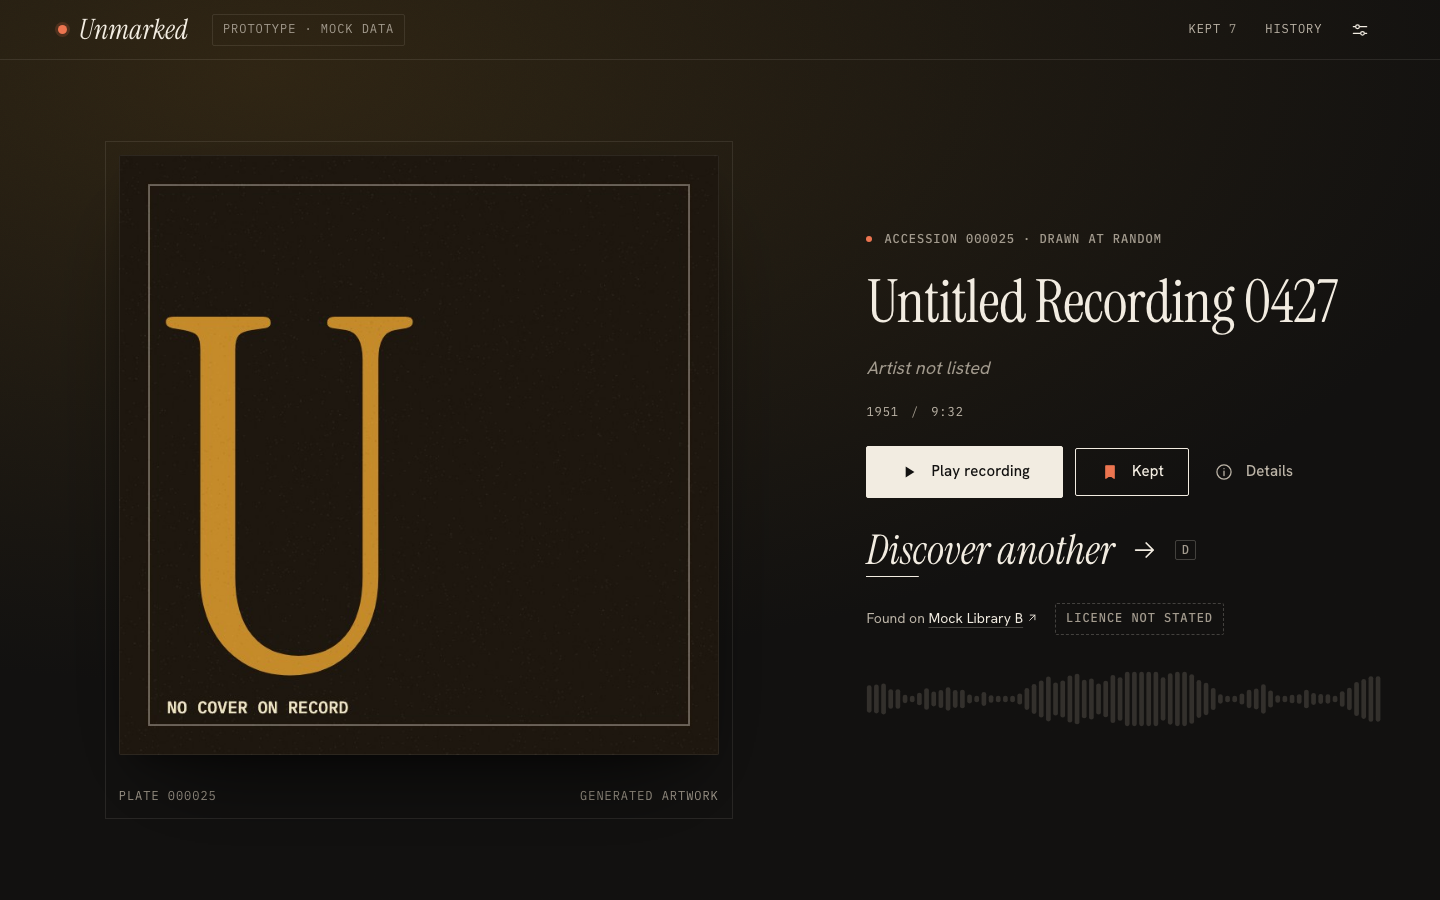 Unmarked
PROTOTYPE · MOCK DATA
KEPT 7
HISTORY
U
NO COVER ON RECORD
PLATE 000025
GENERATED ARTWORK
ACCESSION 000025 · DRAWN AT RANDOM
Untitled Recording 0427
Artist not listed
1951 / 9:32
Play recording
Kept
Details
Discover another → D
Found on Mock Library B ↗
LICENCE NOT STATED